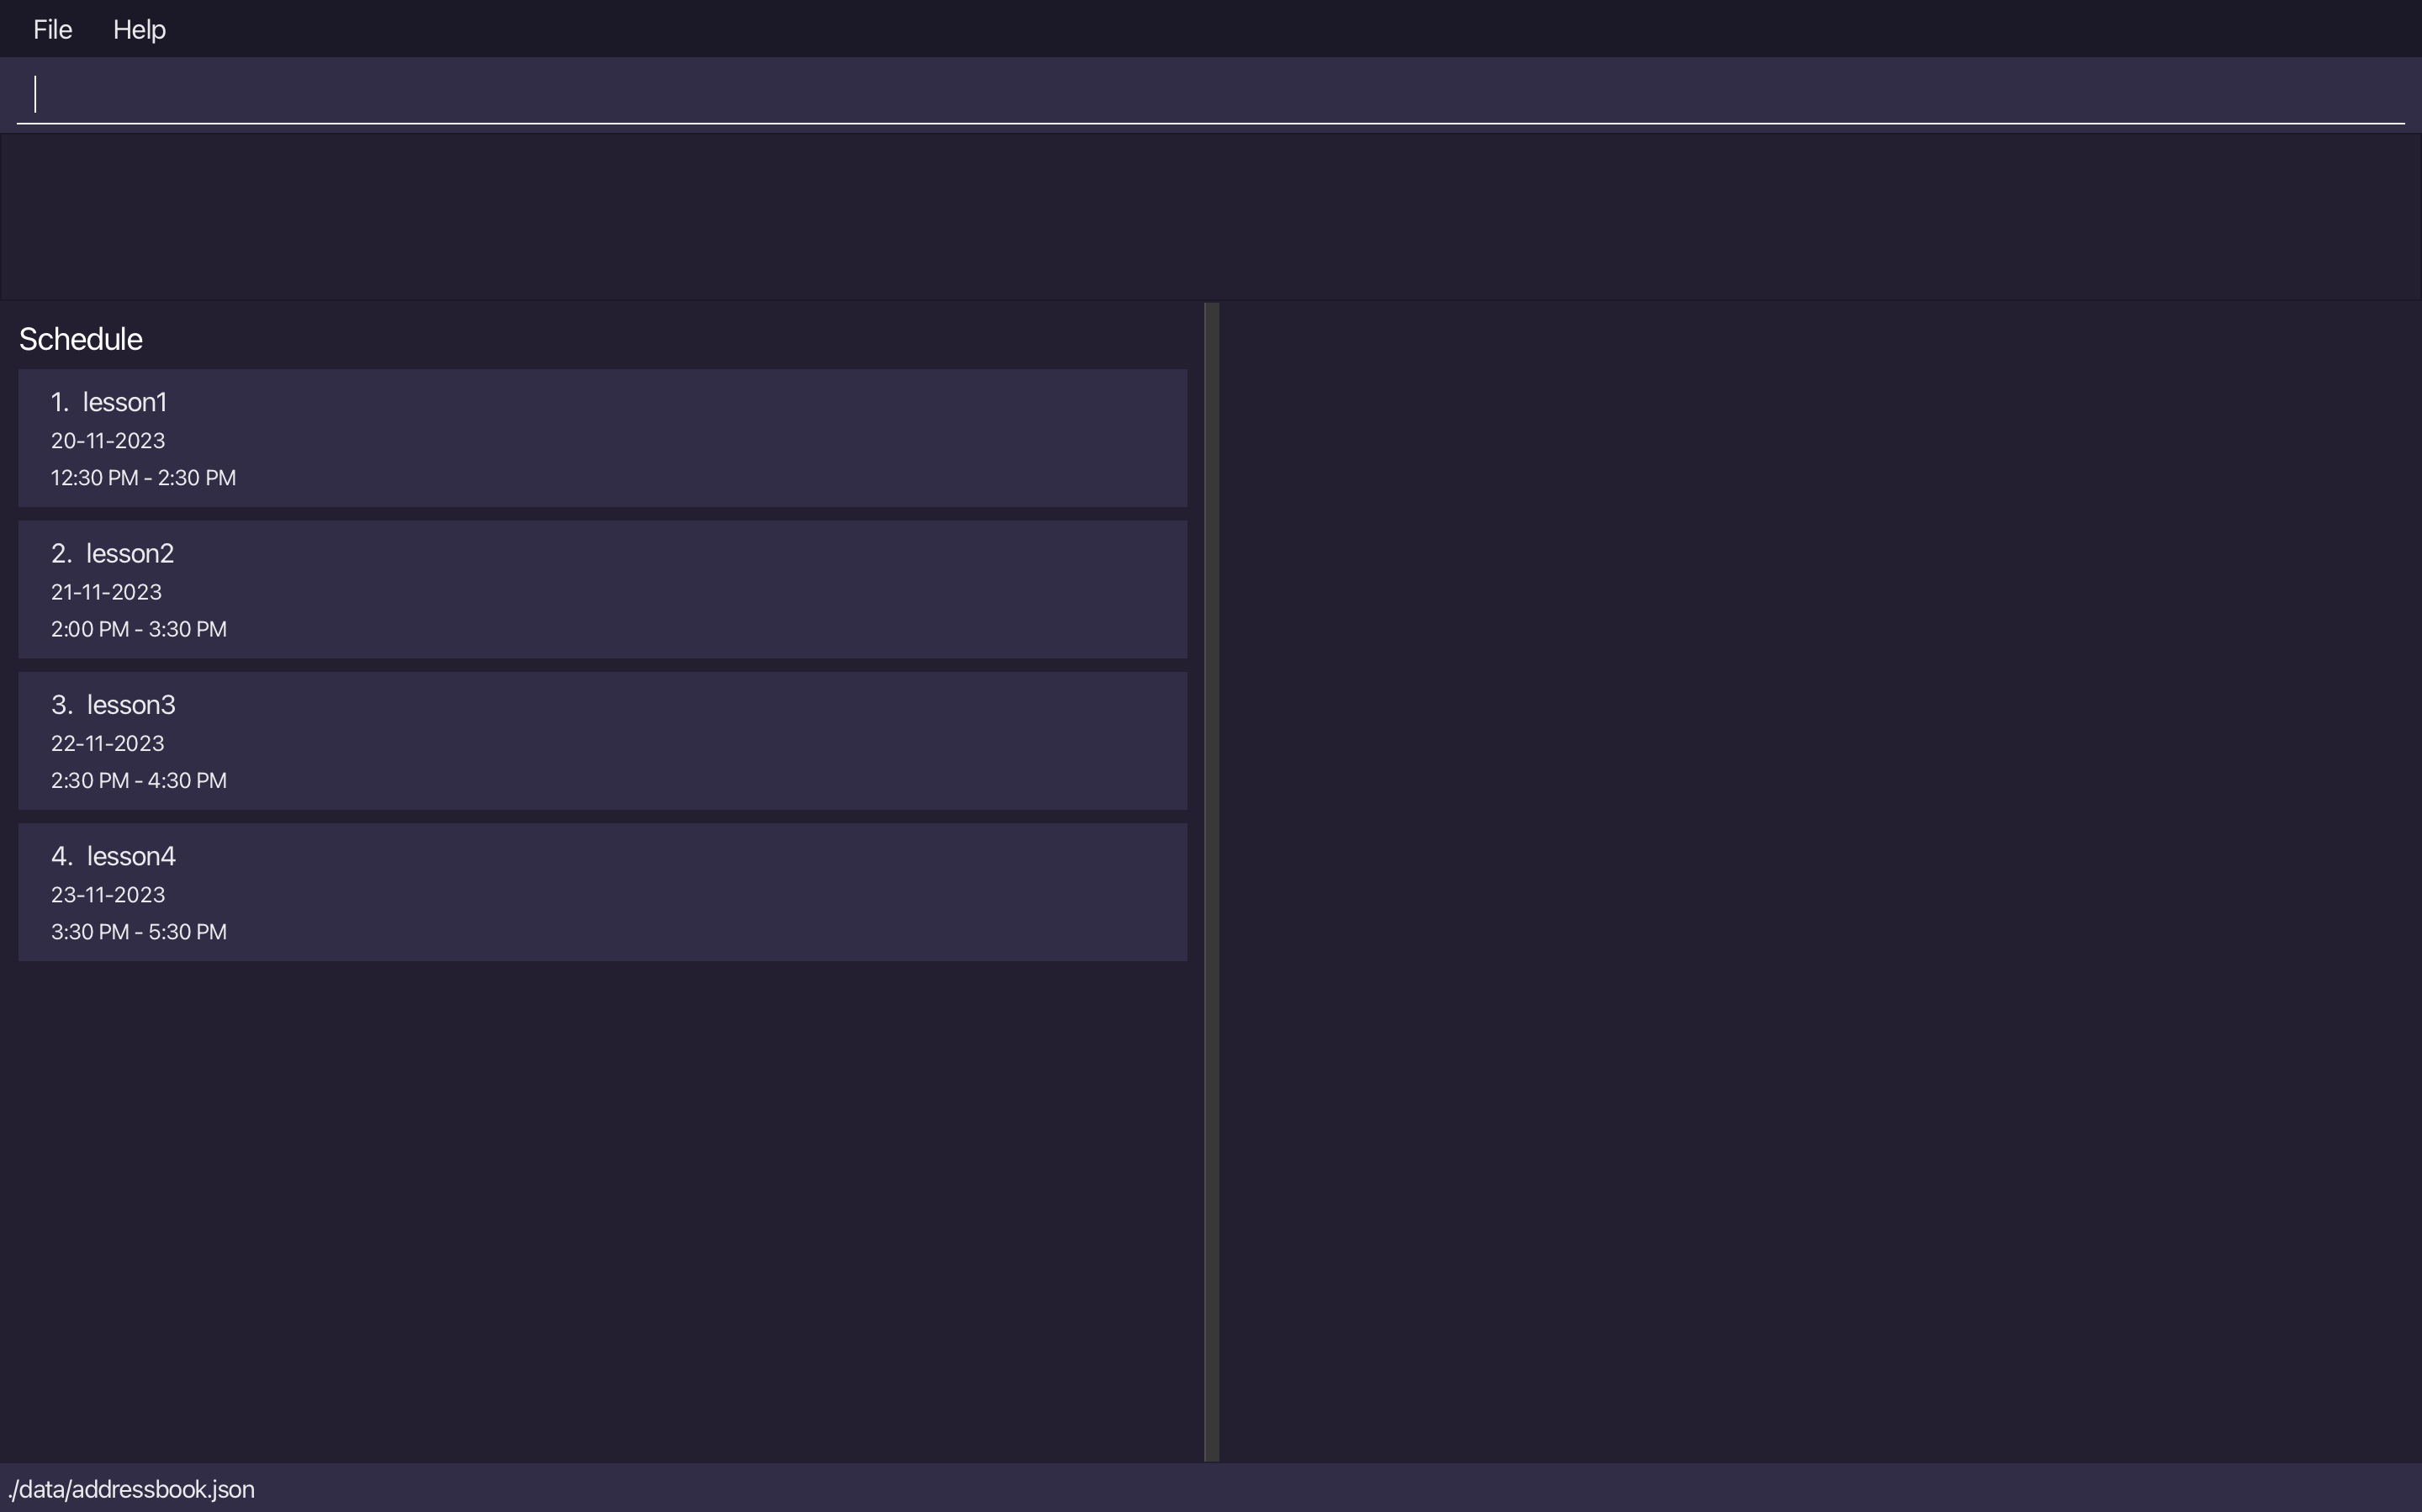 File Help
Schedule
1. lesson1
20-11-2023
12:30 PM - 2:30 PM
2. lesson2
21-11-2023
2:00 PM - 3:30 PM
3. lesson3
22-11-2023
2:30 PM - 4:30 PM
4. lesson4
23-11-2023
3:30 PM - 5:30 PM
./data/addressbook.json